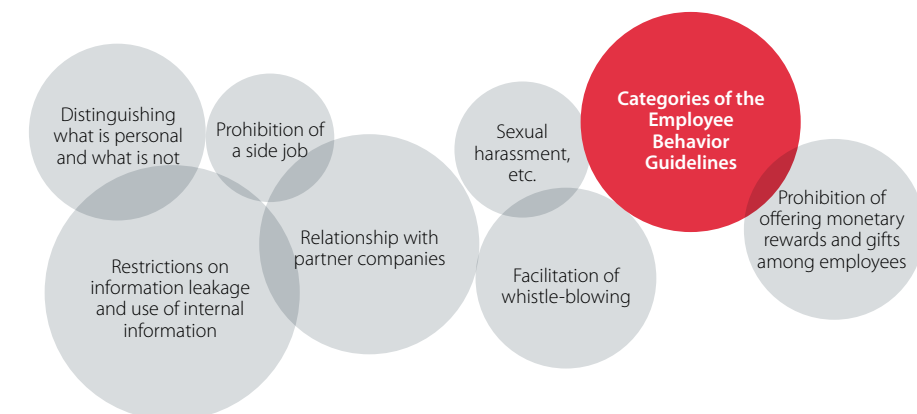 Distinguishing
what is personal
and what is not
Prohibition of
a side job
Restrictions on
information leakage
and use of internal
information
Relationship with
partner companies
Sexual
harassment,
etc.
Facilitation of
whistle-blowing
Categories of the
Employee
Behavior
Guidelines
Prohibition of
offering monetary
rewards and gifts
among employees